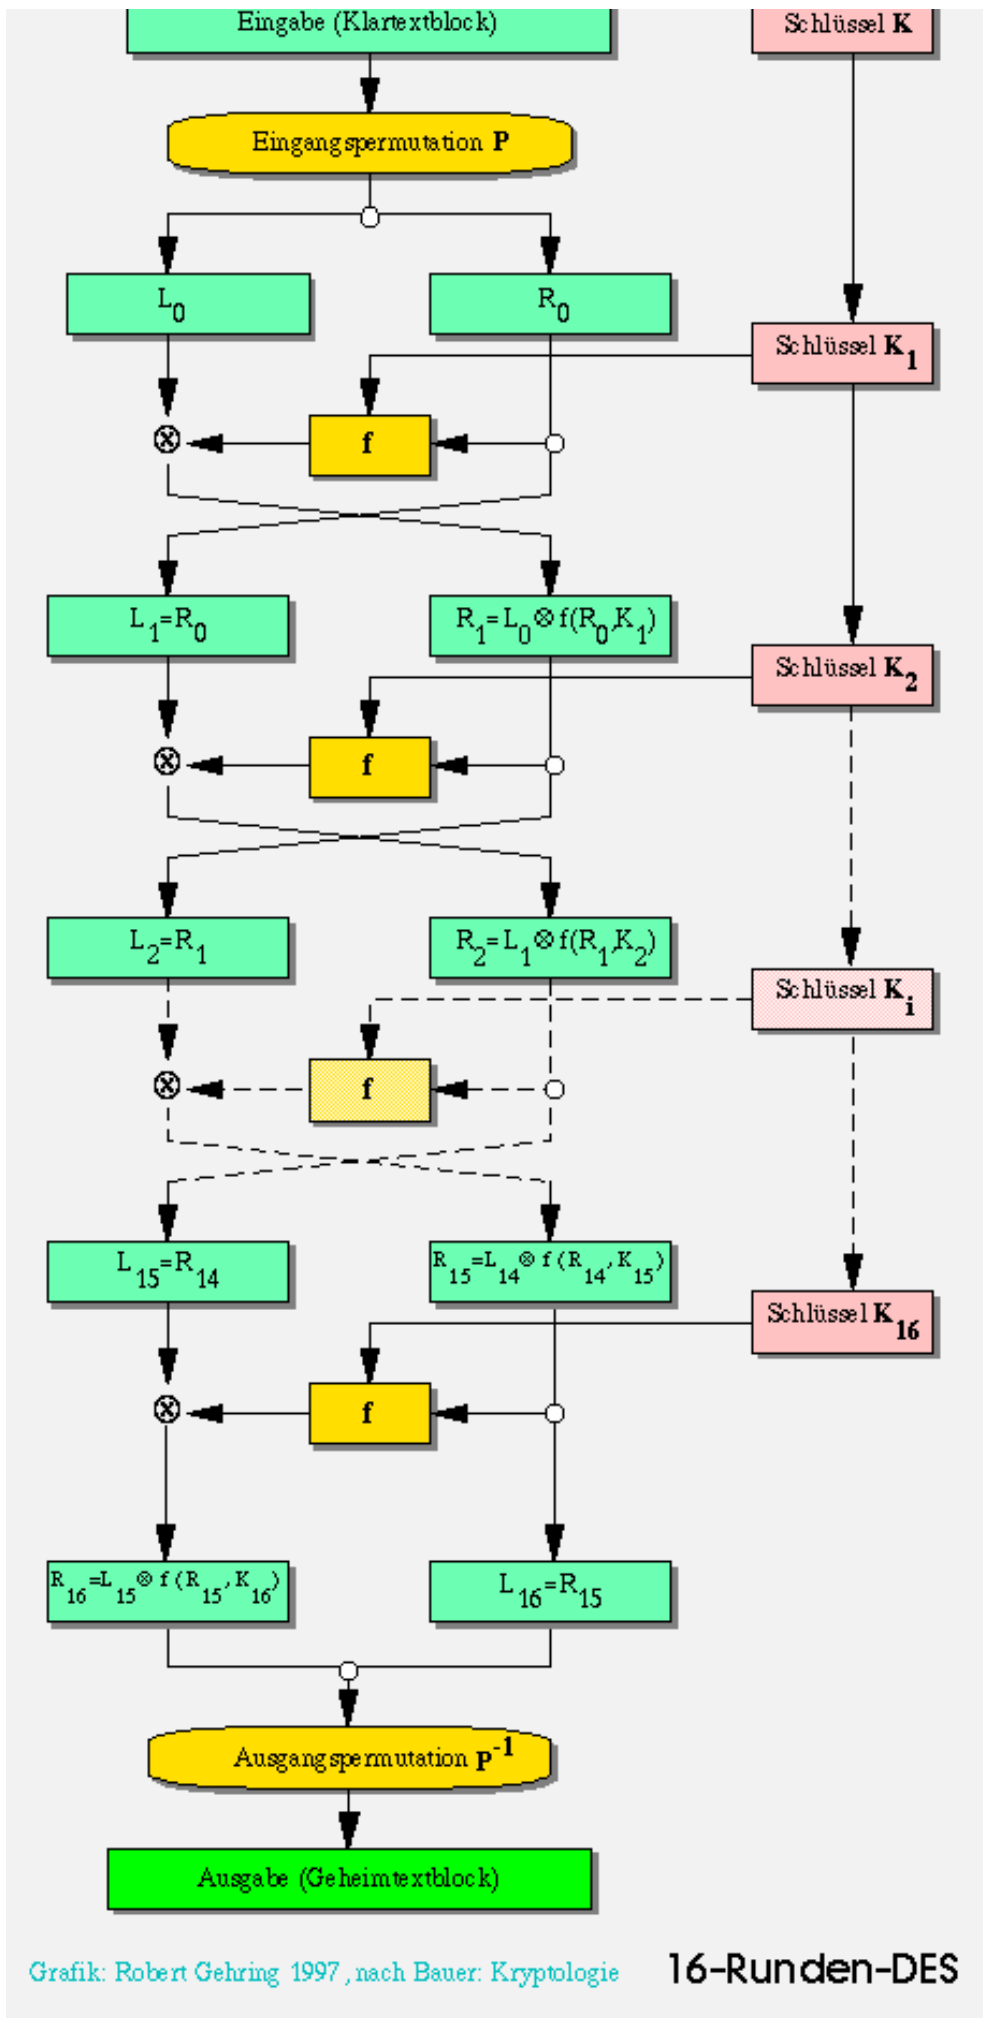 Eingabe (Klartextblock)
Schlüssel K
Eingangspermutation P
L0
R0
Schlüssel K1
f
L1=R0
R1=L0⊗f(R0,K1)
Schlüssel K2
f
L2=R1
R2=L1⊗f(R1,K2)
Schlüssel Ki
f
L15=R14
R15=L14⊗f(R14,K15)
Schlüssel K16
f
R16=L15⊗f(R15,K16)
L16=R15
Ausgangspermutation P-1
Ausgabe (Geheimtextblock)
Grafik: Robert Gehring 1997, nach Bauer: Kryptologie
16-Runden-DES